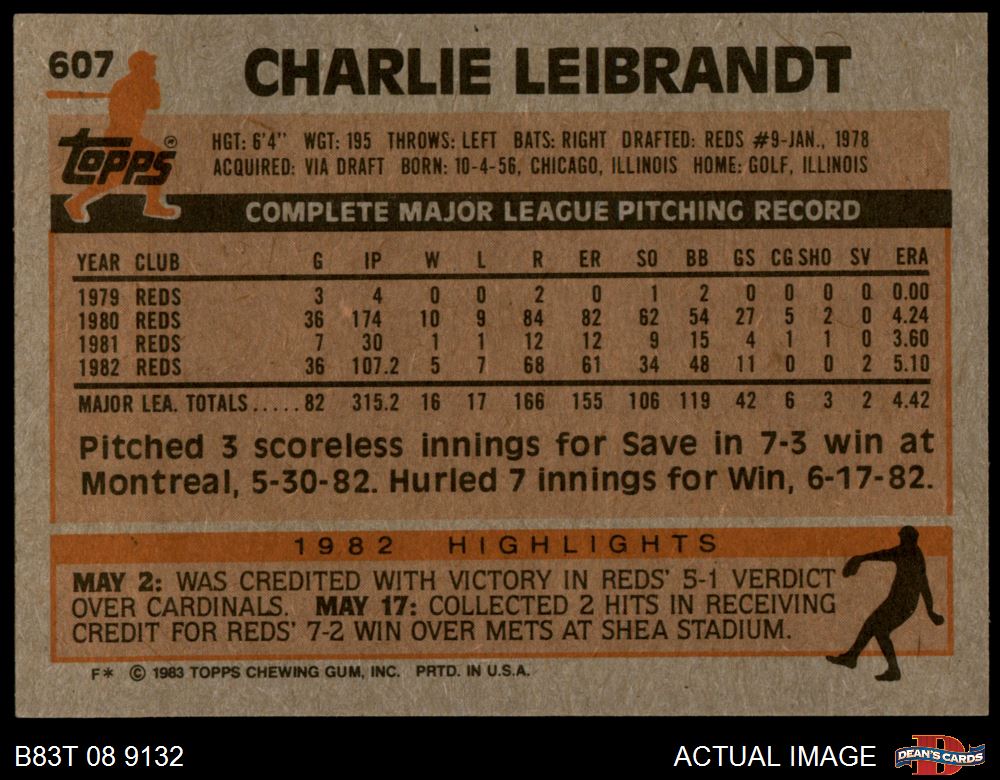 607
CHARLIE LEIBRANDT
Topps®
HGT: 6'4" WGT: 195 THROWS: LEFT BATS: RIGHT DRAFTED: REDS #9-JAN., 1978
ACQUIRED: VIA DRAFT BORN: 10-4-56, CHICAGO, ILLINOIS HOME: GOLF, ILLINOIS
COMPLETE MAJOR LEAGUE PITCHING RECORD
YEAR CLUB G IP W L R ER SO BB GS CG SHO SV ERA
1979 REDS 3 4 0 0 2 0 1 2 0 0 0 0 0.00
1980 REDS 36 174 10 9 84 82 62 54 27 5 2 0 4.24
1981 REDS 7 30 1 1 12 12 9 15 4 1 1 0 3.60
1982 REDS 36 107.2 5 7 68 61 34 48 11 0 0 2 5.10
MAJOR LEA. TOTALS..... 82 315.2 16 17 166 155 106 119 42 6 3 2 4.42
Pitched 3 scoreless innings for Save in 7-3 win at
Montreal, 5-30-82. Hurled 7 innings for Win, 6-17-82.
1982 HIGHLIGHTS
MAY 2: WAS CREDITED WITH VICTORY IN REDS' 5-1 VERDICT
OVER CARDINALS. MAY 17: COLLECTED 2 HITS IN RECEIVING
CREDIT FOR REDS' 7-2 WIN OVER METS AT SHEA STADIUM.
F* © 1983 TOPPS CHEWING GUM, INC. PRTD. IN U.S.A.
B83T 08 9132
ACTUAL IMAGE
D
DEAN'S CARDS